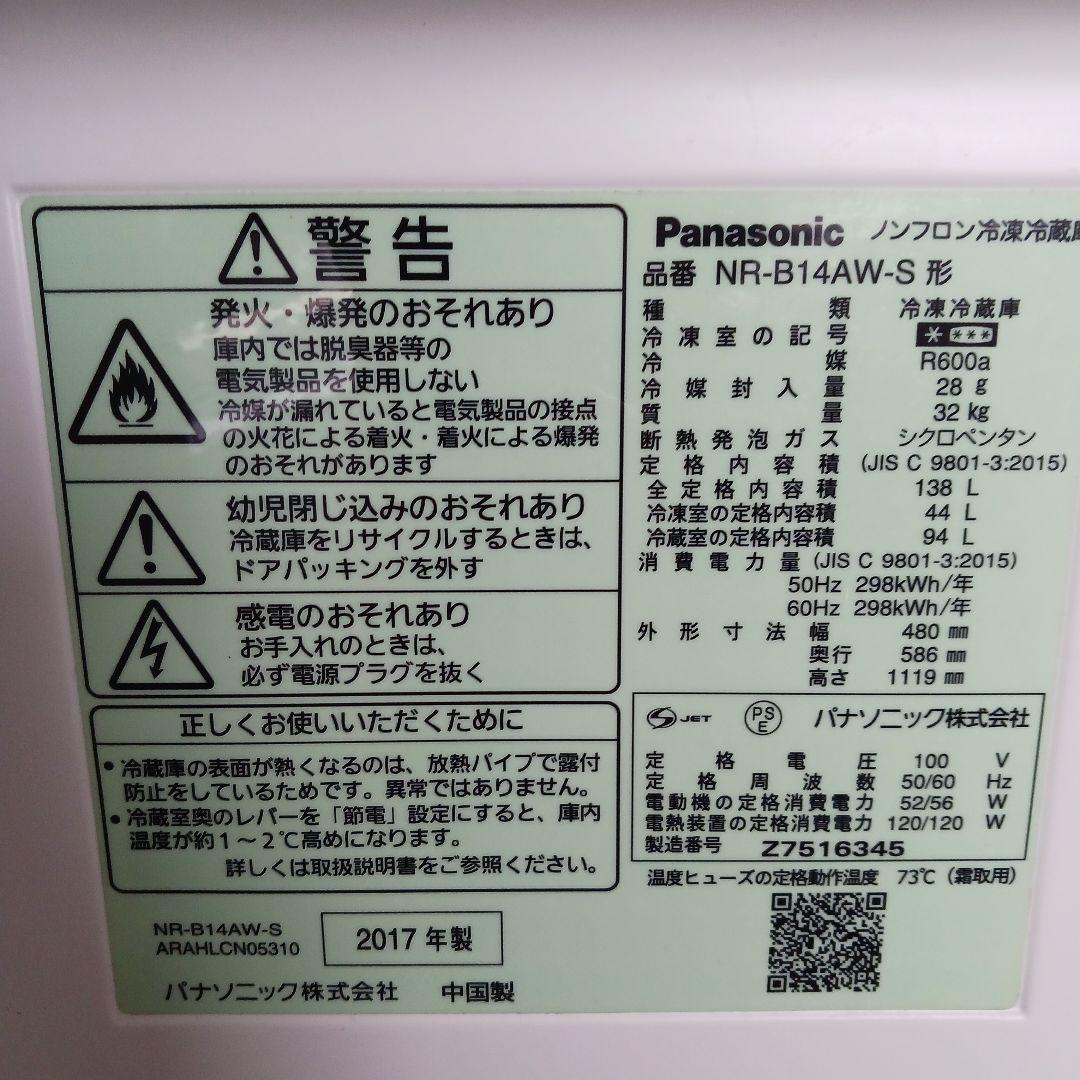 警告
発火・爆発のおそれあり
庫内では脱臭器等の
電気製品を使用しない
冷媒が漏れていると電気製品の接点
の火花による着火・着火による爆発
のおそれがあります
幼児閉じ込みのおそれあり
冷蔵庫をリサイクルするときは、
ドアパッキングを外す
感電のおそれあり
お手入れのときは、
必ず電源プラグを抜く
正しくお使いいただくために
•冷蔵庫の表面が熱くなるのは、放熱パイプで露付
防止をしているためです。異常ではありません。
•冷蔵室奥のレバーを「節電」設定にすると、庫内
温度が約1～2℃高めになります。
詳しくは取扱説明書をご参照ください。
NR-B14AW-S
ARAHLCN05310
2017年製
パナソニック株式会社 中国製
Panasonic ノンフロン冷凍冷蔵庫
品番 NR-B14AW-S 形
種類 冷凍冷蔵庫
冷凍室の記号 * ***
冷媒 R600a
冷媒封入量 28 g
質量 32 kg
断熱発泡ガス シクロペンタン
定格内容積 (JIS C 9801-3:2015)
全定格内容積 138 L
冷凍室の定格内容積 44 L
冷蔵室の定格内容積 94 L
消費電力量 (JIS C 9801-3:2015)
50Hz 298kWh/年
60Hz 298kWh/年
外形寸法 幅 480 mm
奥行 586 mm
高さ 1119 mm
JET PSE パナソニック株式会社
定格電圧 100 V
定格周波数 50/60 Hz
電動機の定格消費電力 52/56 W
電熱装置の定格消費電力 120/120 W
製造番号 Z7516345
温度ヒューズの定格動作温度 73℃ (霜取用)